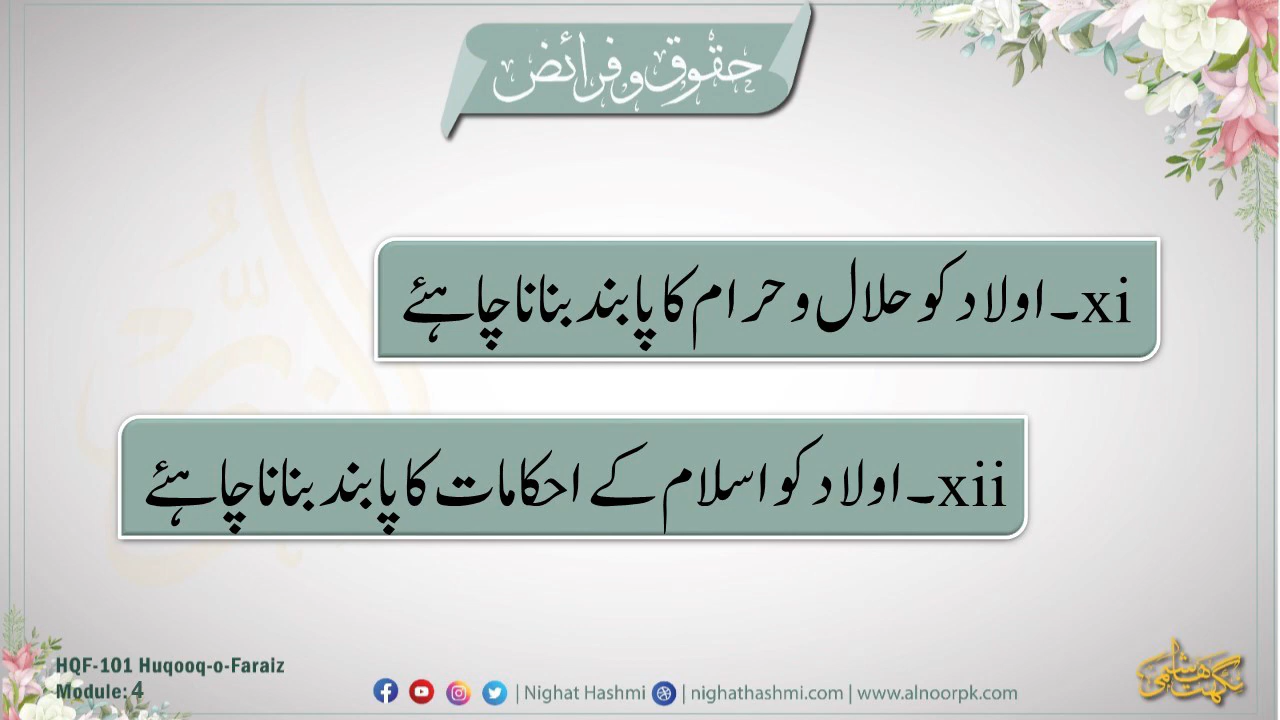 حقوق و فرائض
xi۔ اولاد کو حلال و حرام کا پابند بنانا چاہئے
xii۔ اولاد کو اسلام کے احکامات کا پابند بنانا چاہئے
HQF-101 Huqooq-o-Faraiz
Module: 4
| Nighat Hashmi | nighathashmi.com | www.alnoorpk.com
نگہت ہاشمی